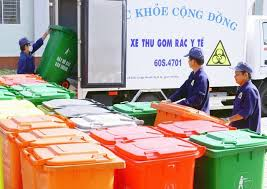 C KHỎE CỘNG ĐỒNG
XE THU GOM RÁC Y TẾ
60S.4701